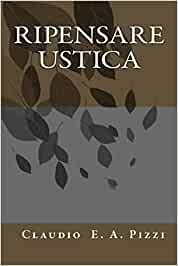 RIPENSARE
USTICA
Claudio E. A. Pizzi